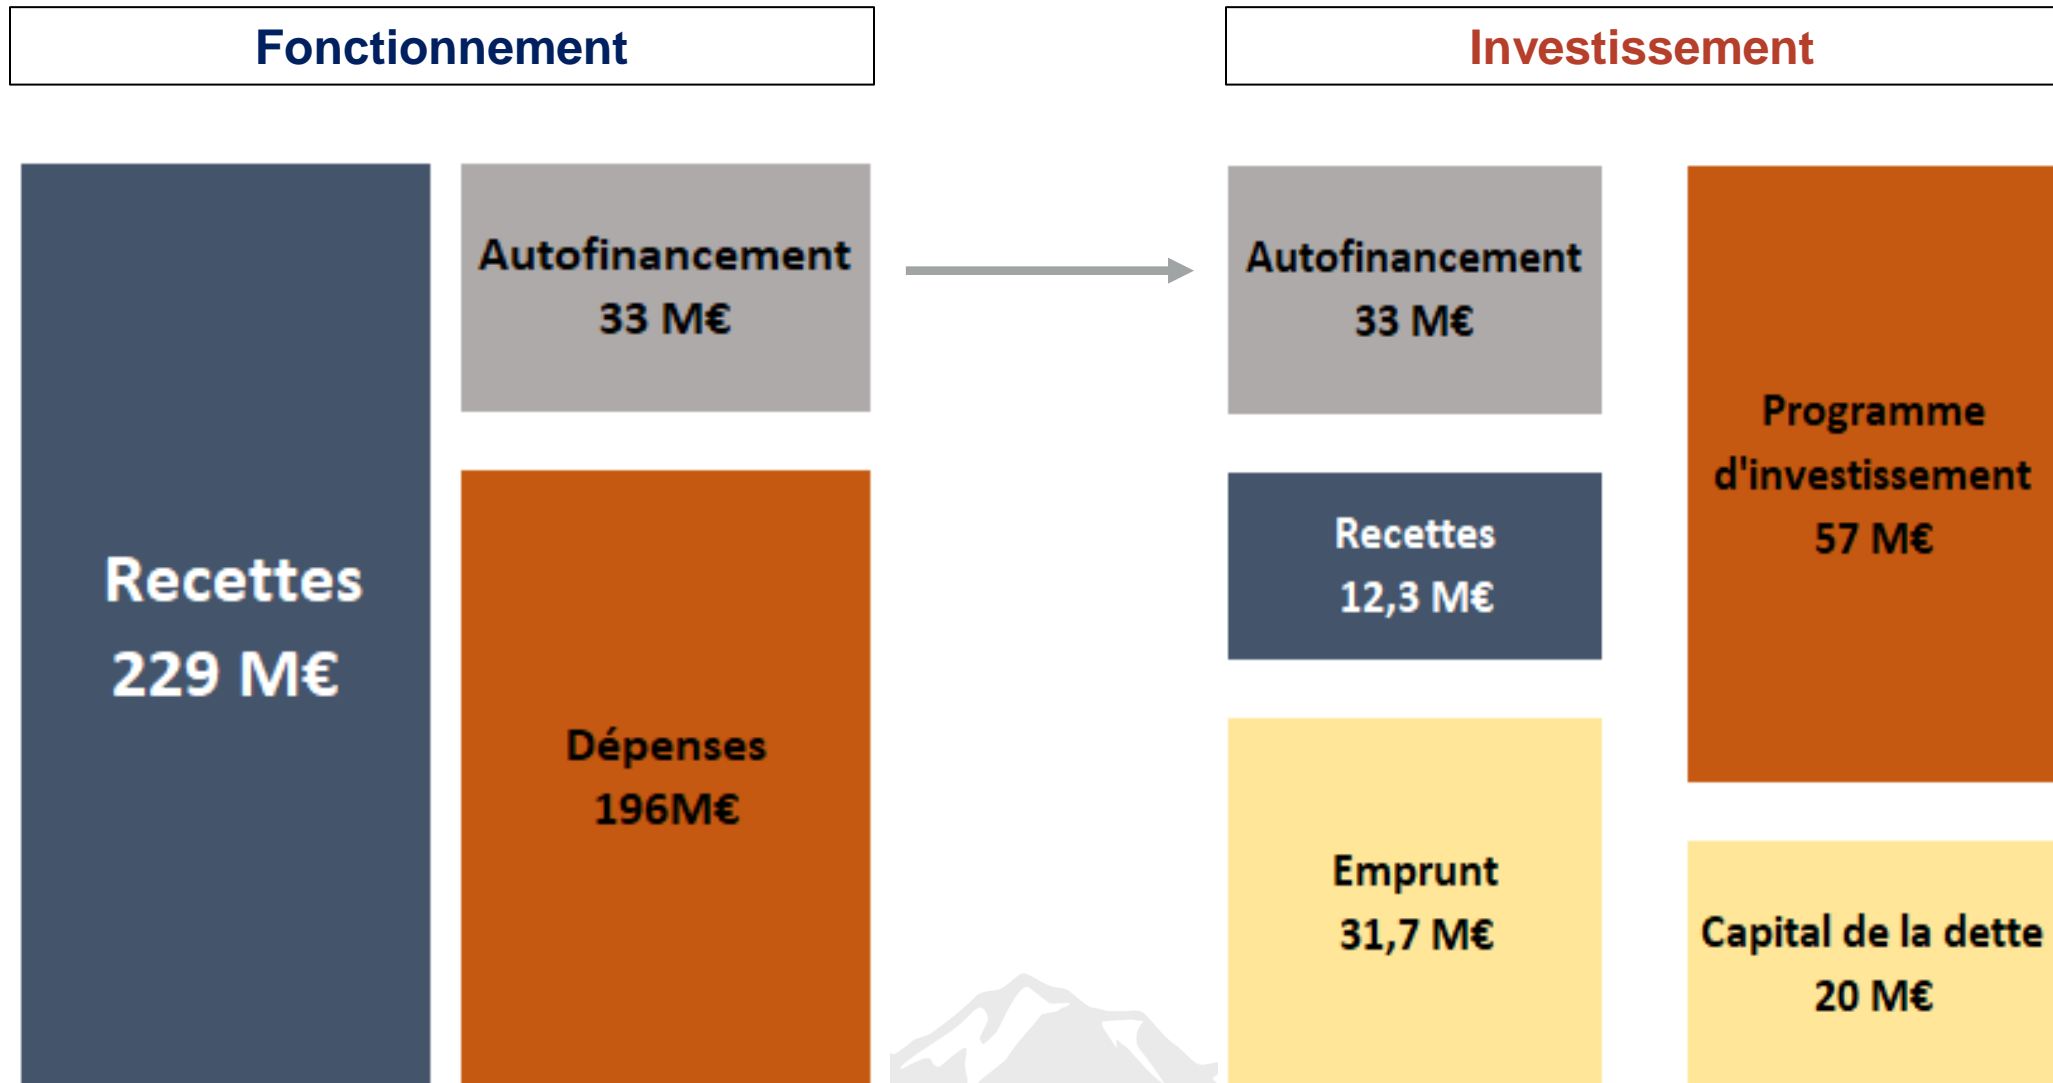 Fonctionnement
Investissement
Recettes
229 M€
Autofinancement
33 M€
Dépenses
196M€
Autofinancement
33 M€
Recettes
12,3 M€
Emprunt
31,7 M€
Programme
d'investissement
57 M€
Capital de la dette
20 M€